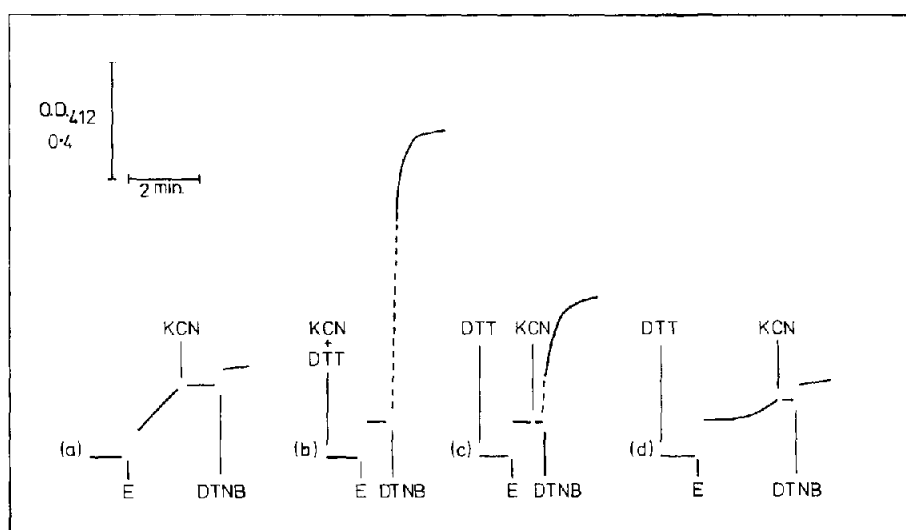 O.D.412
0·4
2 min.
KCN
(a)
E
DTNB
KCN
+
DTT
(b)
E
DTNB
DTT
KCN
(c)
E
DTNB
DTT
KCN
(d)
E
DTNB